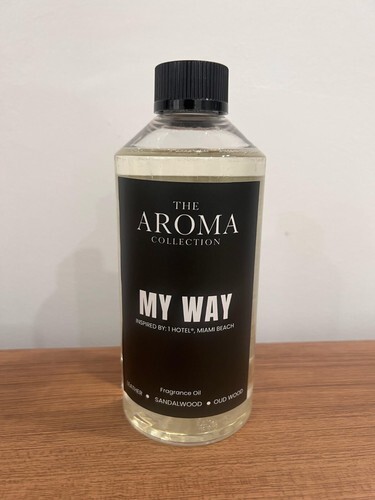 THE
AROMA
COLLECTION
MY WAY
INSPIRED BY: 1 HOTEL®, MIAMI BEACH
Fragrance Oil
● SANDALWOOD ● OUD WOOD